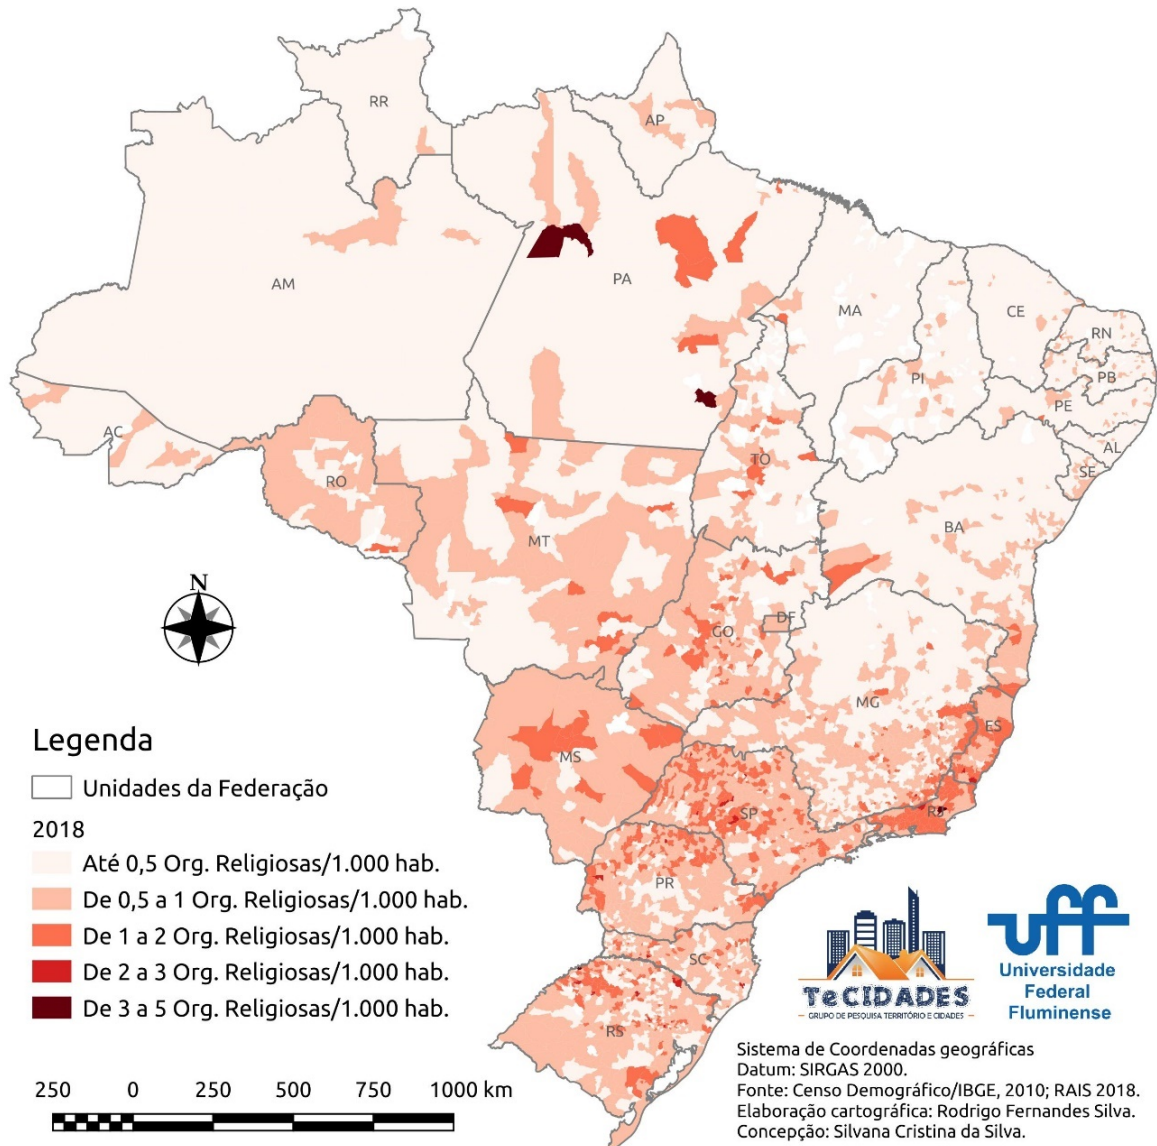 RR
AP
AM
PA
MA
CE
RN
PB
PI
PE
AL
SE
AC
TO
RO
BA
MT
N
DF
GO
MG
ES
MS
SP
RJ
PR
SC
RS
Legenda
Unidades da Federação
2018
Até 0,5 Org. Religiosas/1.000 hab.
De 0,5 a 1 Org. Religiosas/1.000 hab.
De 1 a 2 Org. Religiosas/1.000 hab.
De 2 a 3 Org. Religiosas/1.000 hab.
De 3 a 5 Org. Religiosas/1.000 hab.
250 0 250 500 750 1000 km
TeCIDADES
GRUPO DE PESQUISA TERRITÓRIO E CIDADES
uff
Universidade
Federal
Fluminense
Sistema de Coordenadas geográficas
Datum: SIRGAS 2000.
Fonte: Censo Demográfico/IBGE, 2010; RAIS 2018.
Elaboração cartográfica: Rodrigo Fernandes Silva.
Concepção: Silvana Cristina da Silva.